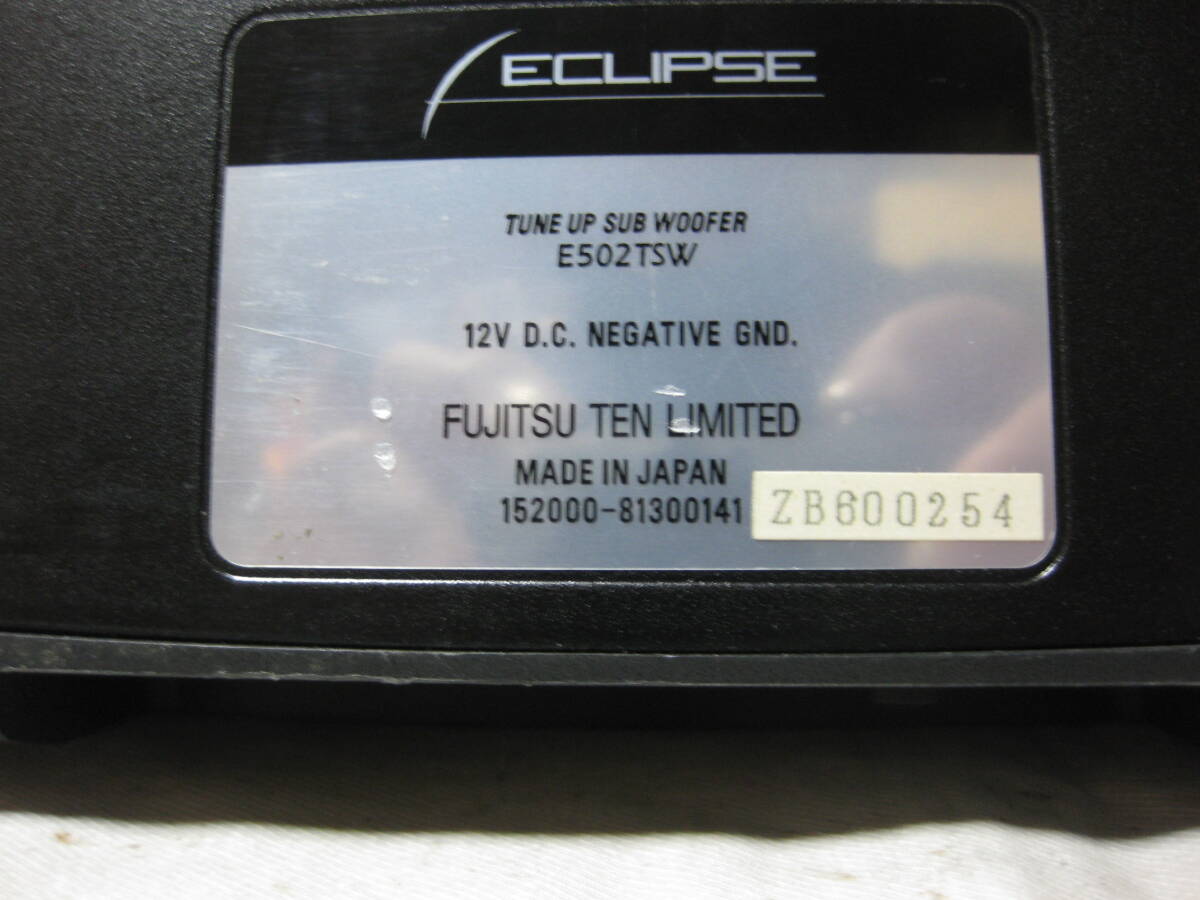 ECLIPSE
TUNE UP SUB WOOFER
E502TSW
12V D.C. NEGATIVE GND.
FUJITSU TEN LIMITED
MADE IN JAPAN
152000-81300141
ZB600254